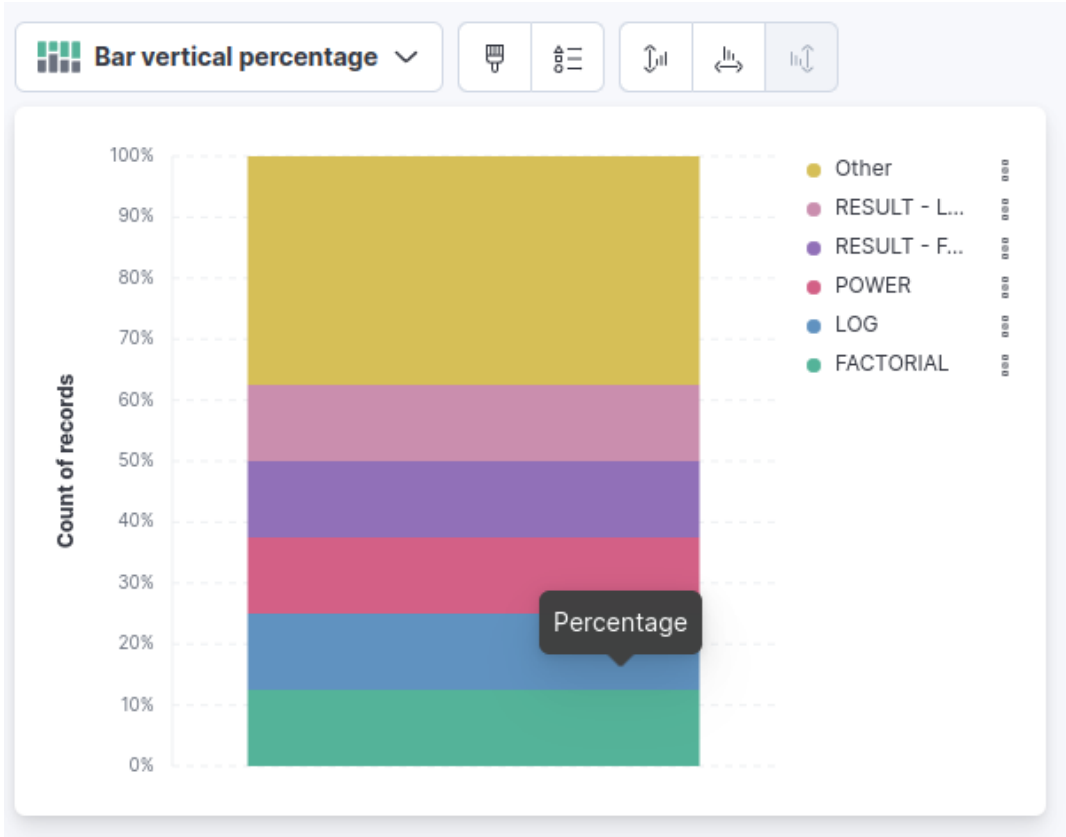 Bar vertical percentage
100%
90%
80%
70%
60%
50%
40%
30%
20%
10%
0%
Count of records
Other
RESULT - L...
RESULT - F...
POWER
LOG
FACTORIAL
Percentage